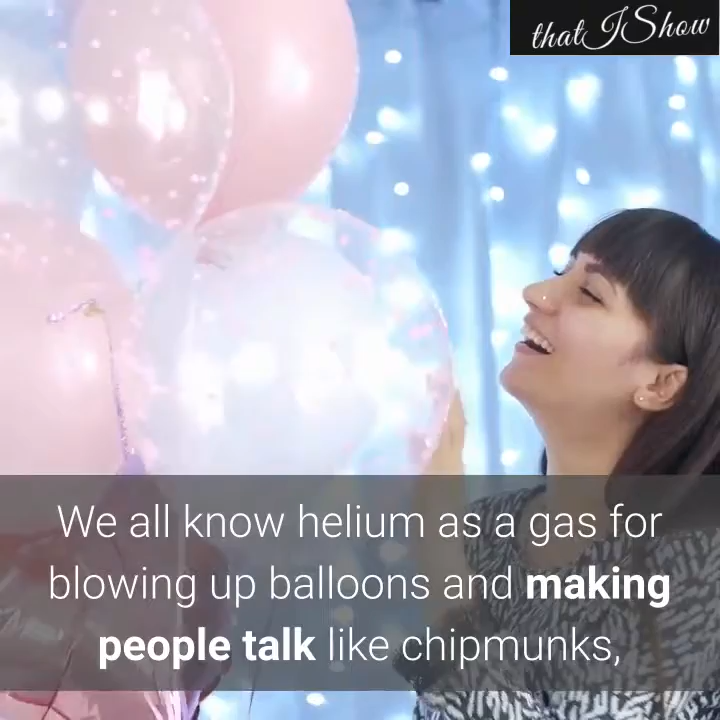 thatIShow
We all know helium as a gas for
blowing up balloons and making
people talk like chipmunks,